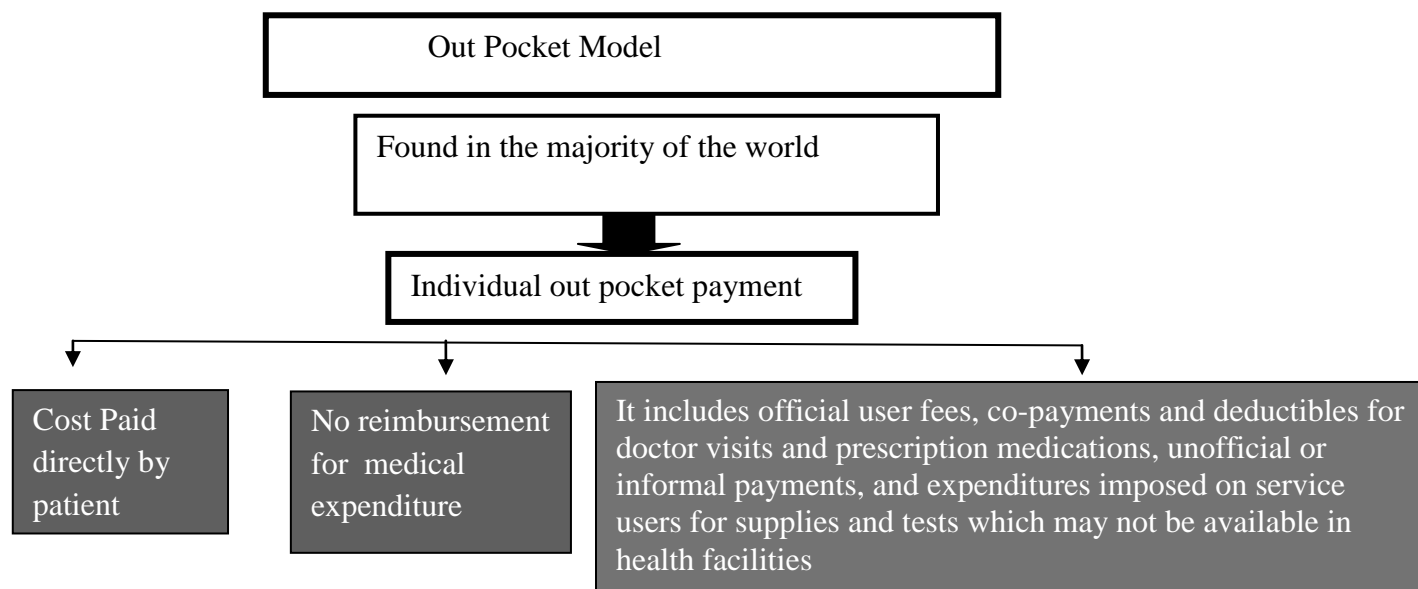 Out Pocket Model
Found in the majority of the world
Individual out pocket payment
Cost Paid
directly by
patient
No reimbursement
for medical
expenditure
It includes official user fees, co-payments and deductibles for
doctor visits and prescription medications, unofficial or
informal payments, and expenditures imposed on service
users for supplies and tests which may not be available in
health facilities